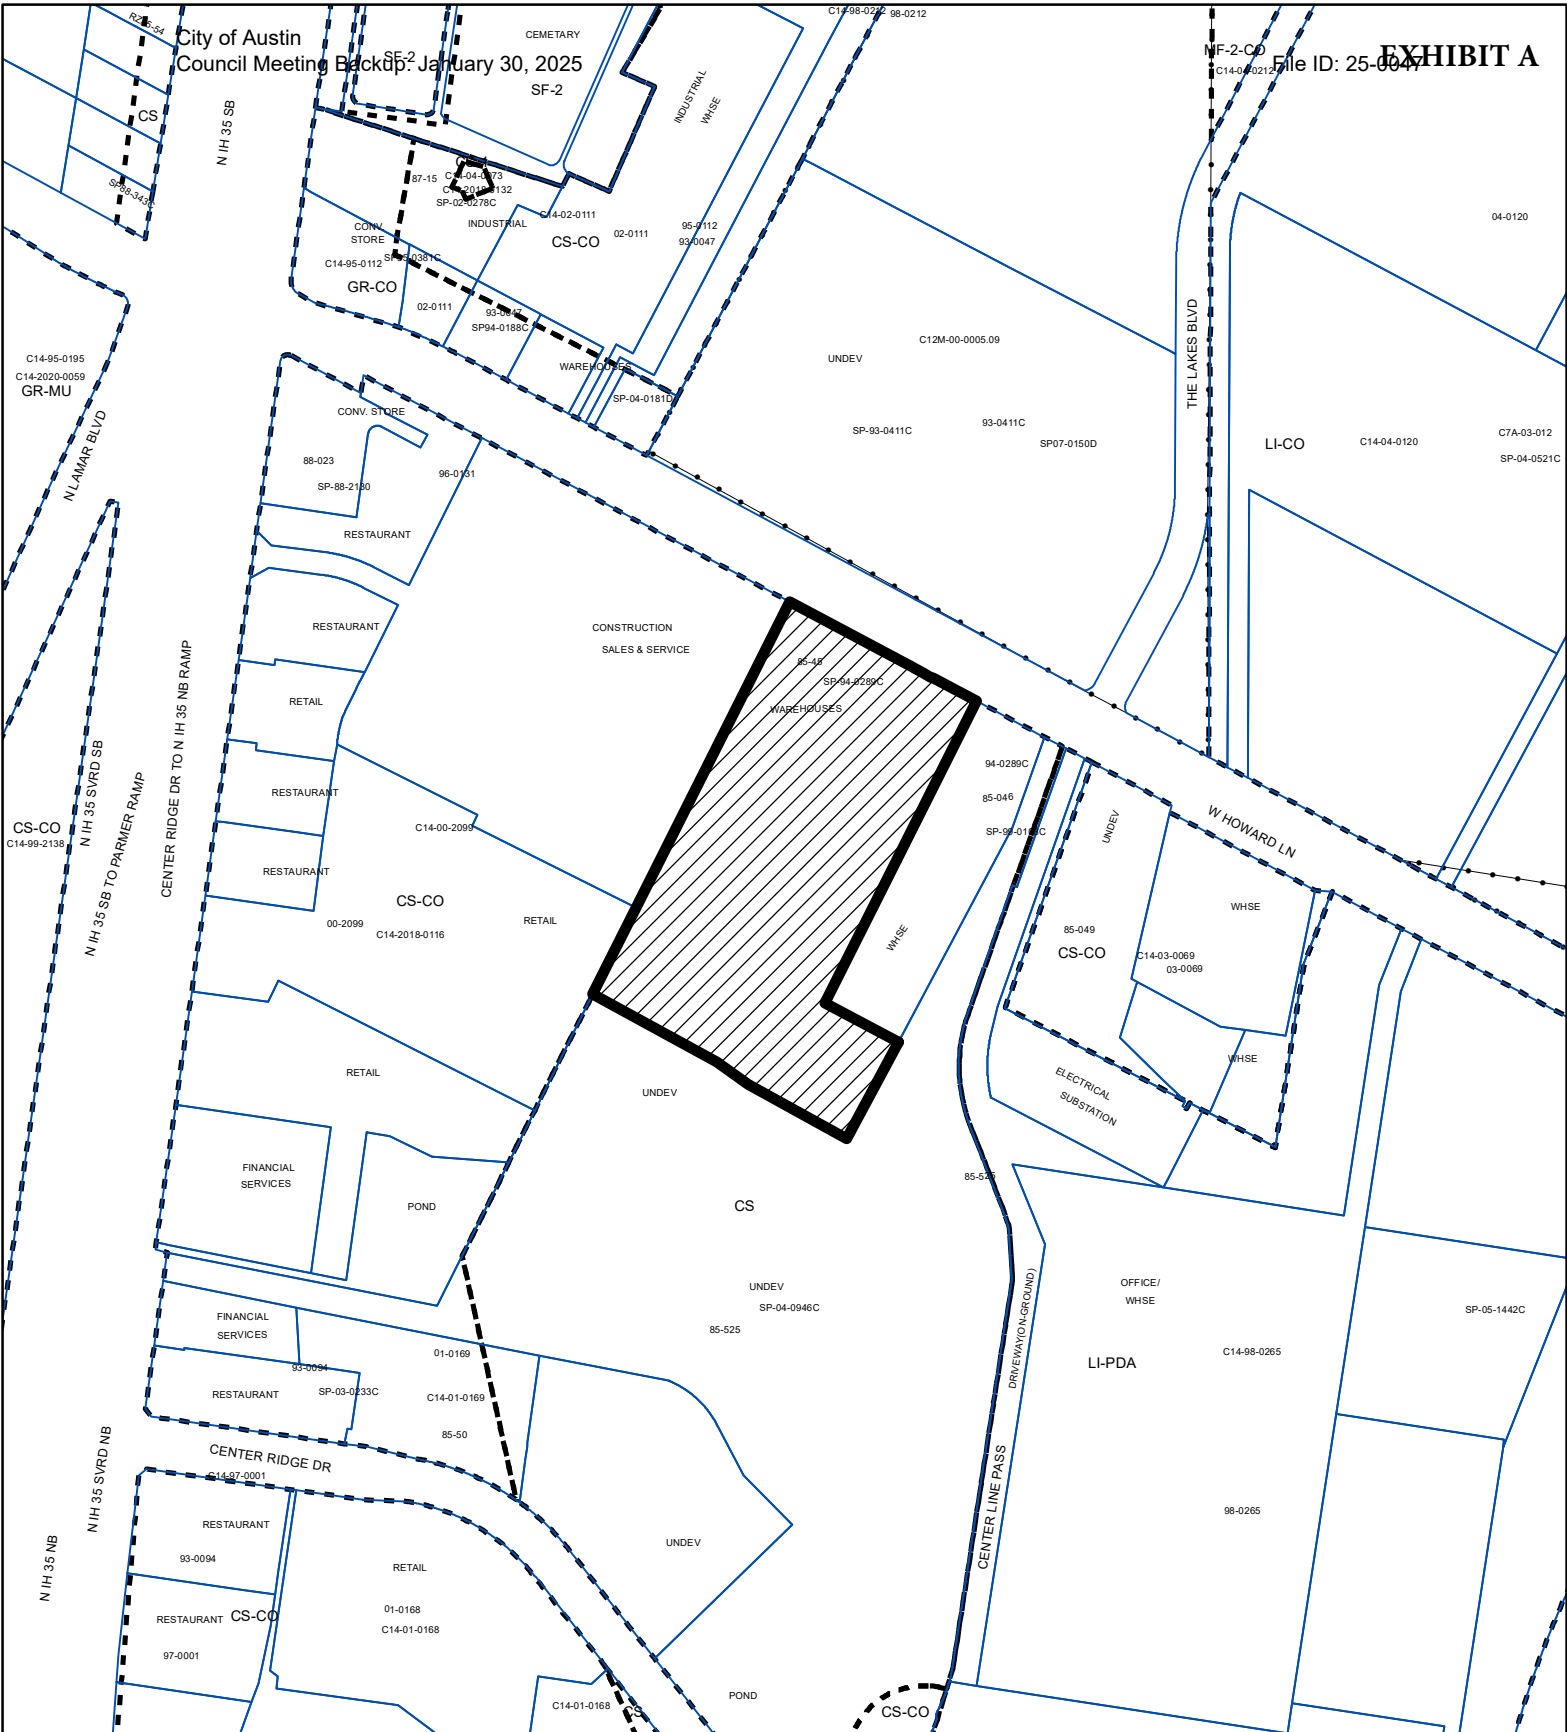 City of Austin
Council Meeting Backup: January 30, 2025
File ID: 25-0047
EXHIBIT A
C14-98-0212
98-0212
SF-2
CEMETARY
SF-2
MF-2-CO
C14-04-0212
CS
SP88-343C
N IH 35 SB
INDUSTRIAL
WHSE
87-15
C14-04-0073
C14-2018-0132
SP-02-0278C
INDUSTRIAL
C14-02-0111
CS-CO
02-0111
95-0112
93-0047
04-0120
CONV.
STORE
SP95-0381C
C14-95-0112
GR-CO
02-0111
93-0047
SP94-0188C
WAREHOUSES
SP-04-0181D
THE LAKES BLVD
C12M-00-0005.09
UNDEV
SP-93-0411C
93-0411C
SP07-0150D
LI-CO
C14-04-0120
C7A-03-012
SP-04-0521C
C14-95-0195
C14-2020-0059
GR-MU
N LAMAR BLVD
CONV. STORE
88-023
SP-88-2180
96-0131
RESTAURANT
RESTAURANT
RETAIL
CONSTRUCTION
SALES & SERVICE
85-45
SP-94-0289C
WAREHOUSES
CENTER RIDGE DR TO N IH 35 NB RAMP
N IH 35 SVRD SB
N IH 35 SB TO PARMER RAMP
CS-CO
C14-99-2138
RESTAURANT
RESTAURANT
C14-00-2099
CS-CO
00-2099
C14-2018-0116
RETAIL
94-0289C
85-046
WHSE
UNDEV
W HOWARD LN
85-049
CS-CO
WHSE
C14-03-0069
03-0069
WHSE
ELECTRICAL
SUBSTATION
RETAIL
UNDEV
FINANCIAL
SERVICES
POND
CS
UNDEV
SP-04-0946C
85-525
85-525
OFFICE/
WHSE
SP-05-1442C
LI-PDA
C14-98-0265
DRIVEWAY(ON-GROUND)
FINANCIAL
SERVICES
93-0094
RESTAURANT
SP-03-0233C
01-0169
C14-01-0169
85-50
CENTER RIDGE DR
C14-97-0001
N IH 35 SVRD NB
N IH 35 NB
CENTER LINE PASS
98-0265
UNDEV
RESTAURANT
93-0094
RETAIL
RESTAURANT
CS-CO
01-0168
C14-01-0168
97-0001
C14-01-0168
CS
POND
CS-CO